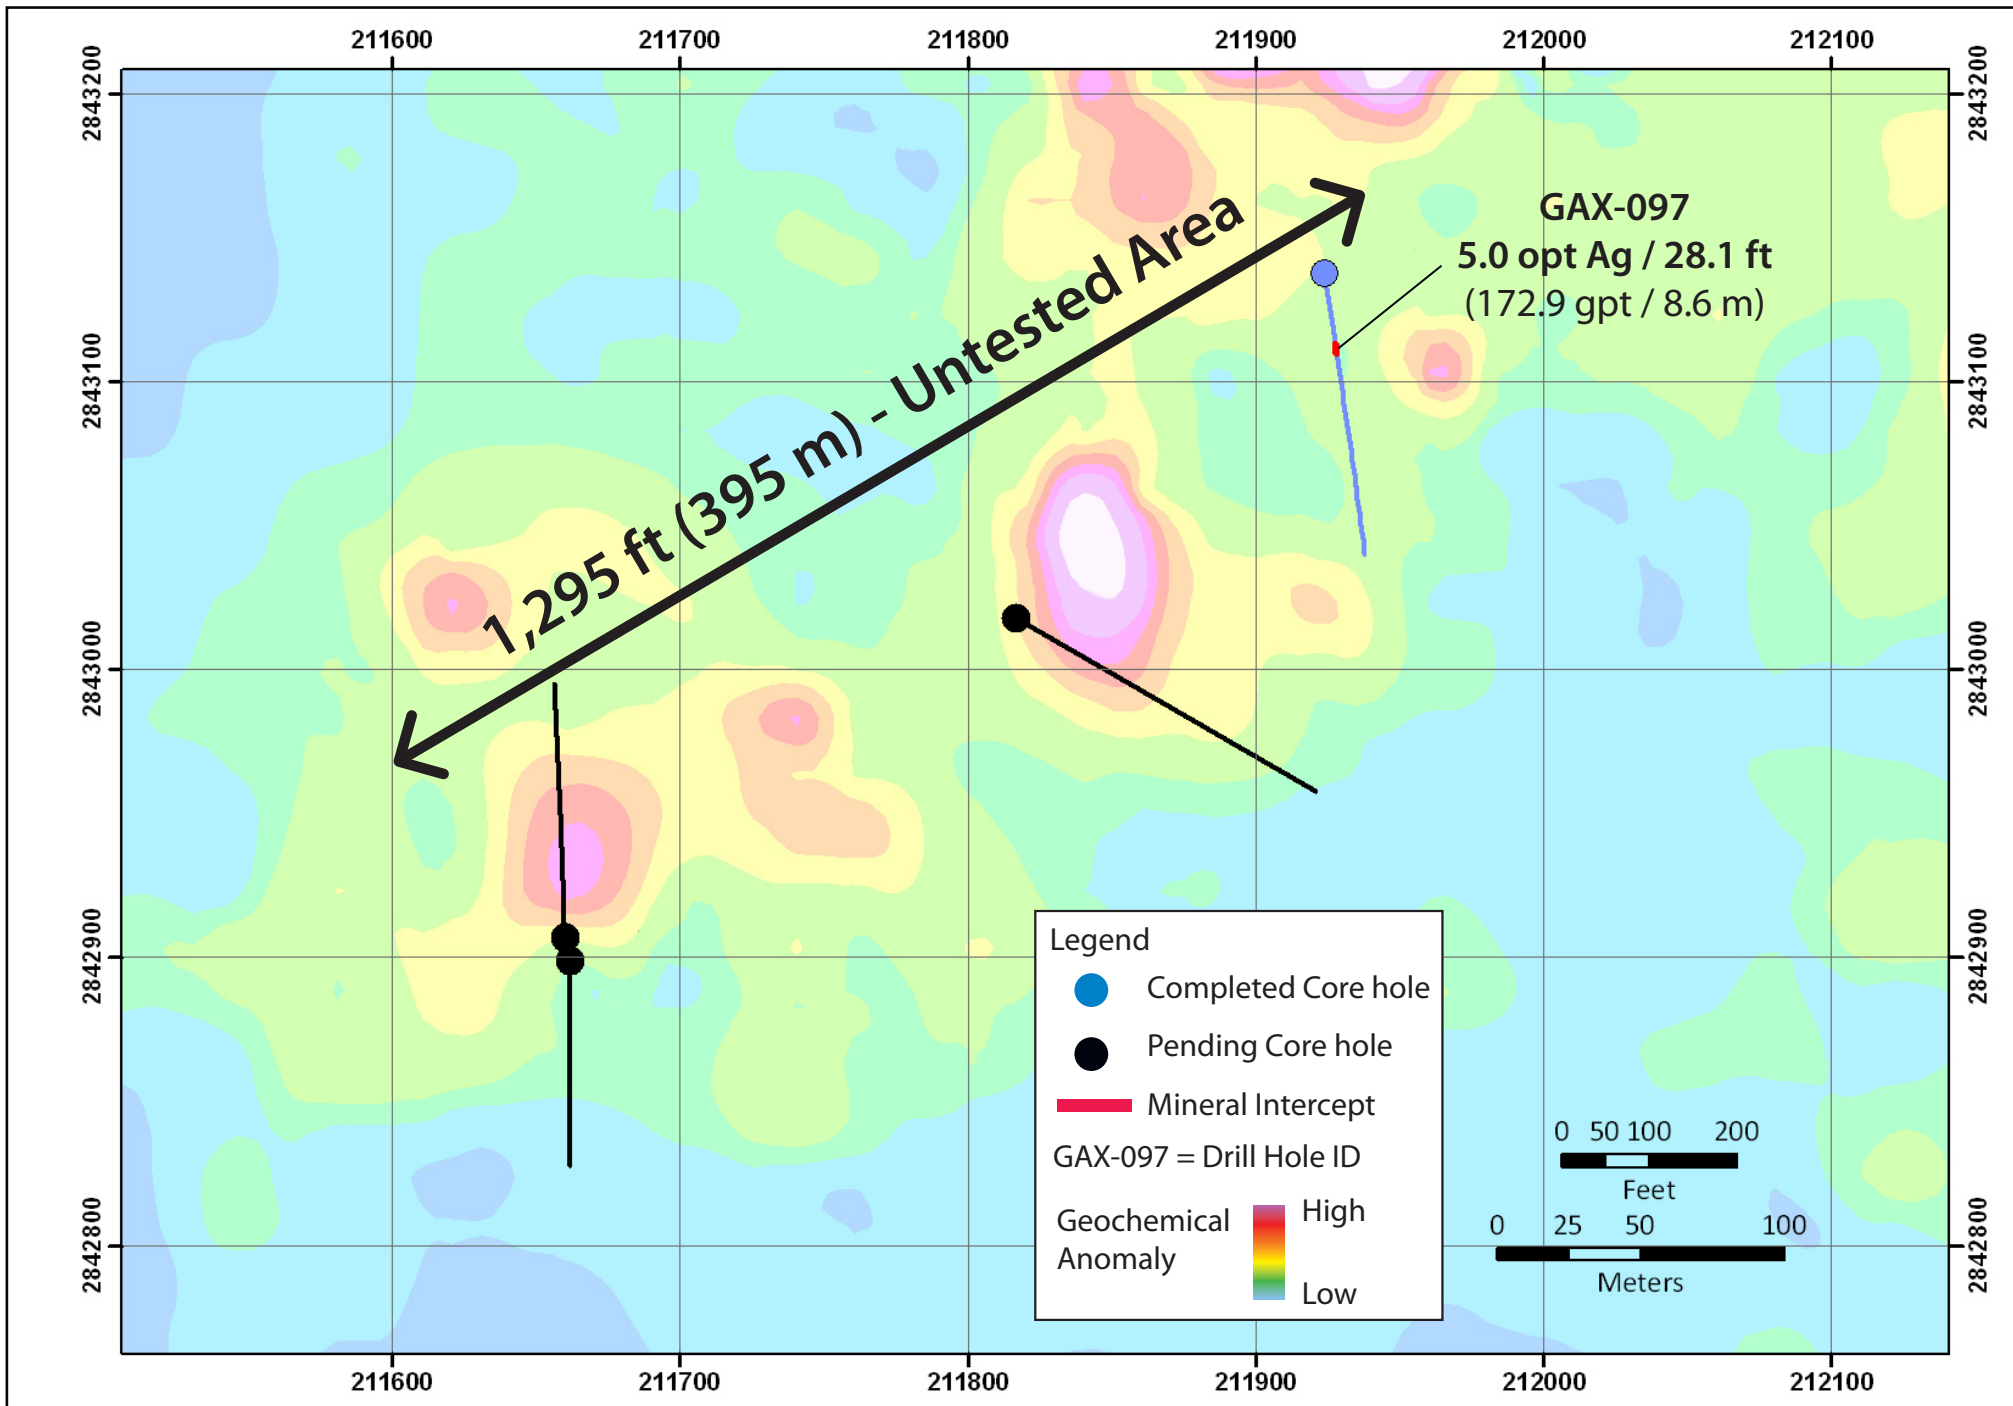 211600 211700 211800 211900 212000 212100
2843200 2843200
2843100 2843100
2843000 2843000
2842900 2842900
2842800 2842800
GAX-097
5.0 opt Ag / 28.1 ft
(172.9 gpt / 8.6 m)
1,295 ft (395 m) - Untested Area
Legend
Completed Core hole
Pending Core hole
Mineral Intercept
GAX-097 = Drill Hole ID
Geochemical
Anomaly
High
Low
0 50 100 200
Feet
0 25 50 100
Meters
211600 211700 211800 211900 212000 212100